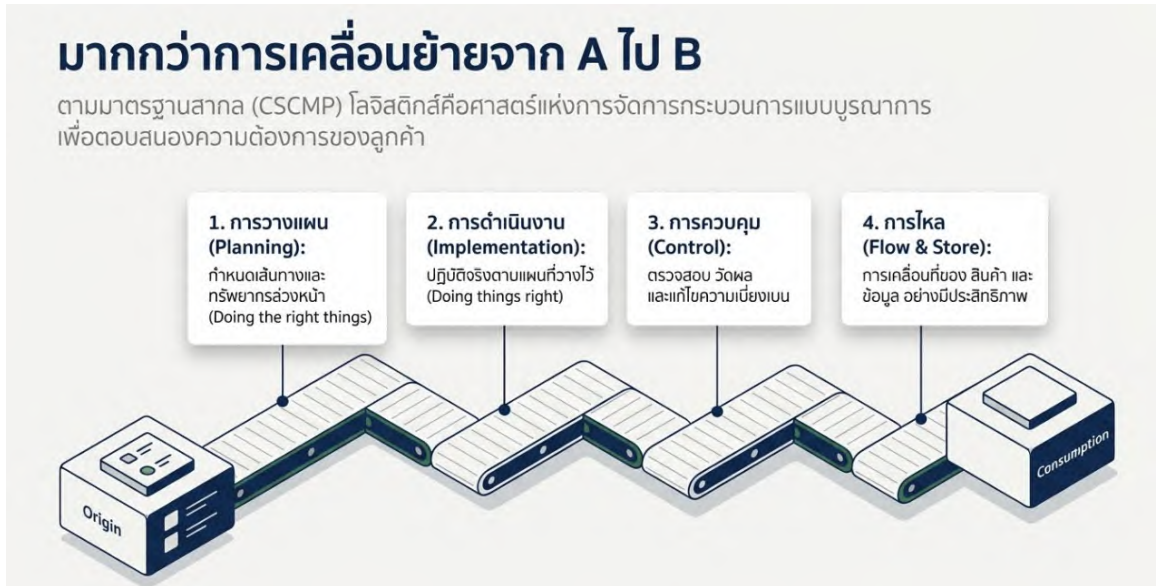 มากกว่าการเคลื่อนย้ายจาก A ไป B
ตามมาตรฐานสากล (CSCMP) โลจิสติกส์คือศาสตร์แห่งการจัดการกระบวนการแบบบูรณาการ
เพื่อตอบสนองความต้องการของลูกค้า
1. การวางแผน
(Planning):
กำหนดเส้นทางและ
ทรัพยากรล่วงหน้า
(Doing the right things)
2. การดำเนินงาน
(Implementation):
ปฏิบัติจริงตามแผนที่วางไว้
(Doing things right)
3. การควบคุม
(Control):
ตรวจสอบ วัดผล
และแก้ไขความเบี่ยงเบน
4. การไหล
(Flow & Store):
การเคลื่อนที่ของ สินค้า และ
ข้อมูล อย่างมีประสิทธิภาพ
Origin
Consumption